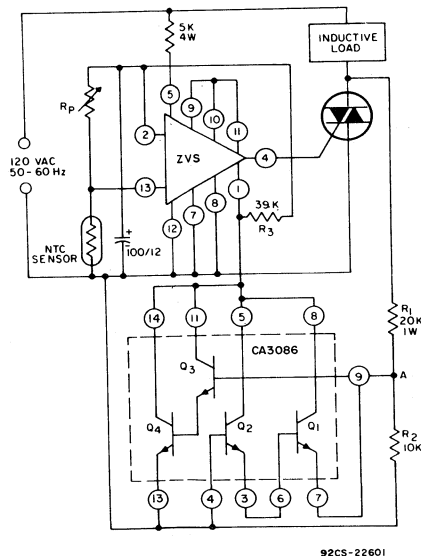 5K
4W
INDUCTIVE
LOAD
RP
5
9
10
11
2
ZVS
4
120 VAC
50-60 Hz
13
1
12
7
8
39K
R3
+
100/12
NTC
SENSOR
14
11
5
8
R1
20K
1W
CA3086
Q3
9
A
Q4
Q2
Q1
R2
10K
13
4
3
6
7
92CS-22601